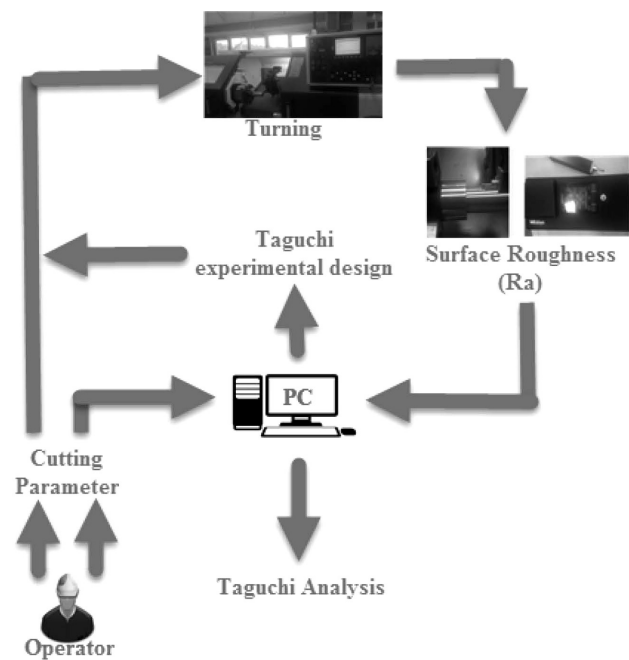 Turning
Taguchi
experimental design
Surface Roughness
(Ra)
PC
Cutting
Parameter
Taguchi Analysis
Operator